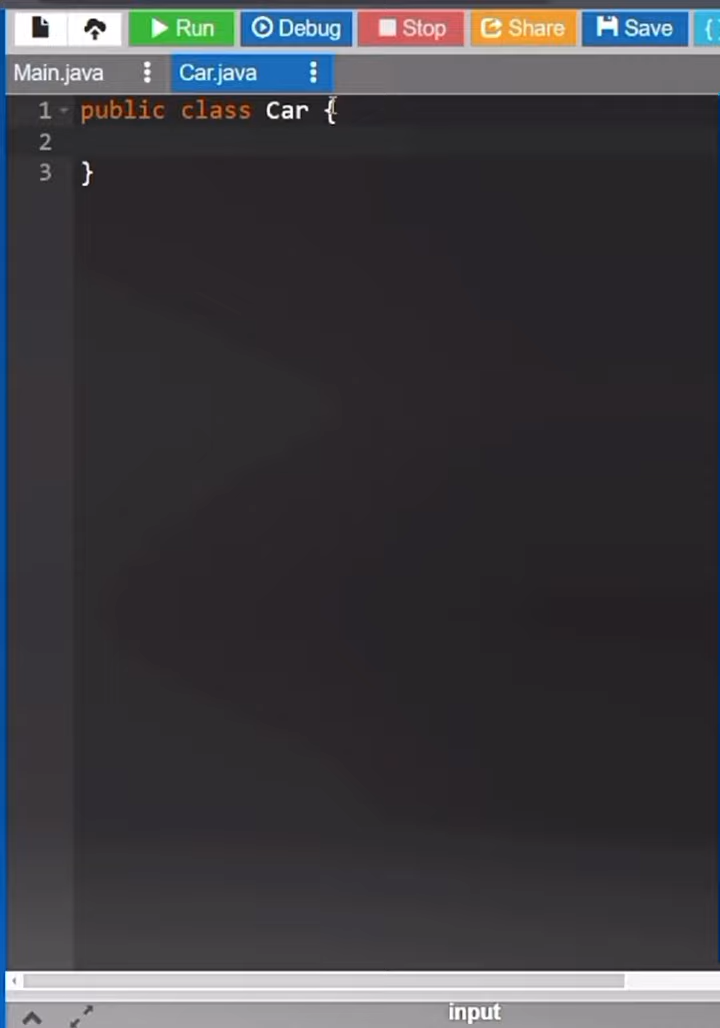 Run Debug Stop Share Save {
Main.java Car.java
1 public class Car {
2
3 }
input